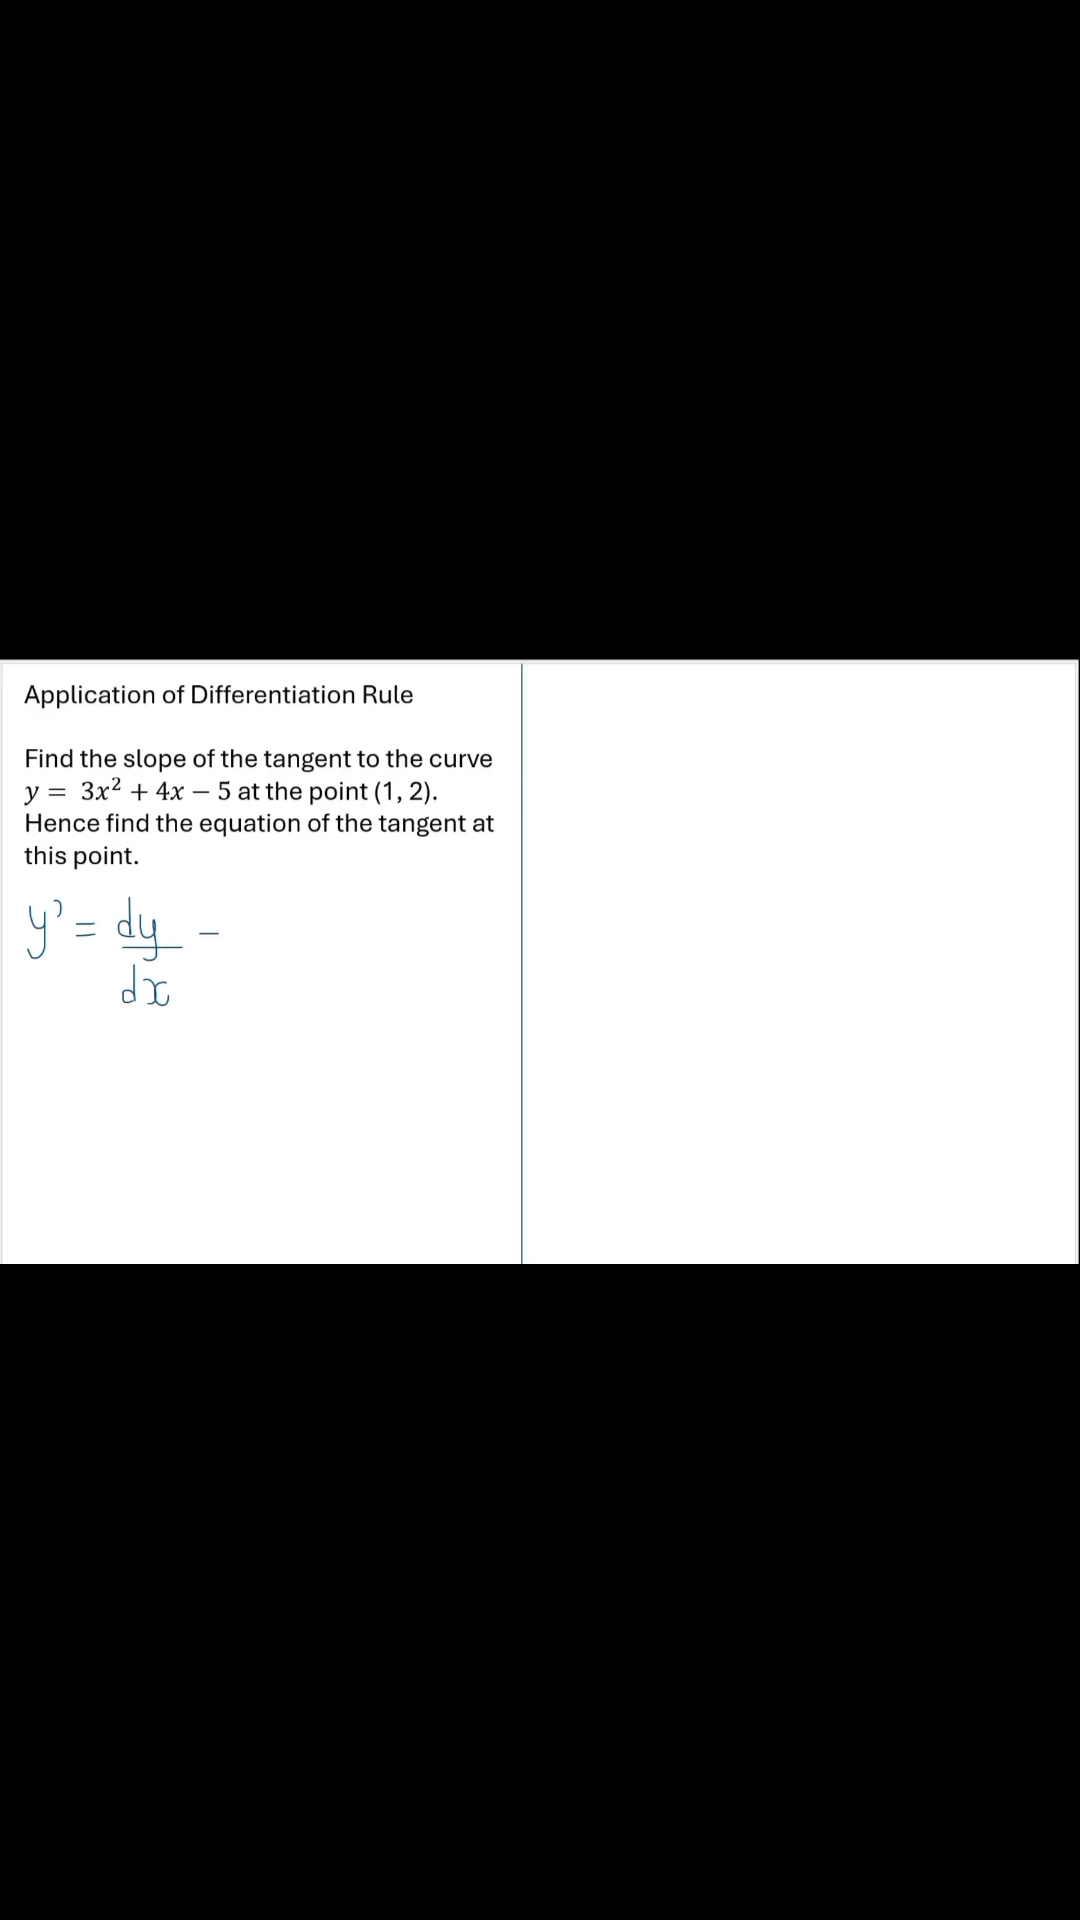 Application of Differentiation Rule
Find the slope of the tangent to the curve
y = 3x² + 4x − 5 at the point (1, 2).
Hence find the equation of the tangent at
this point.
y' = dy –
dx